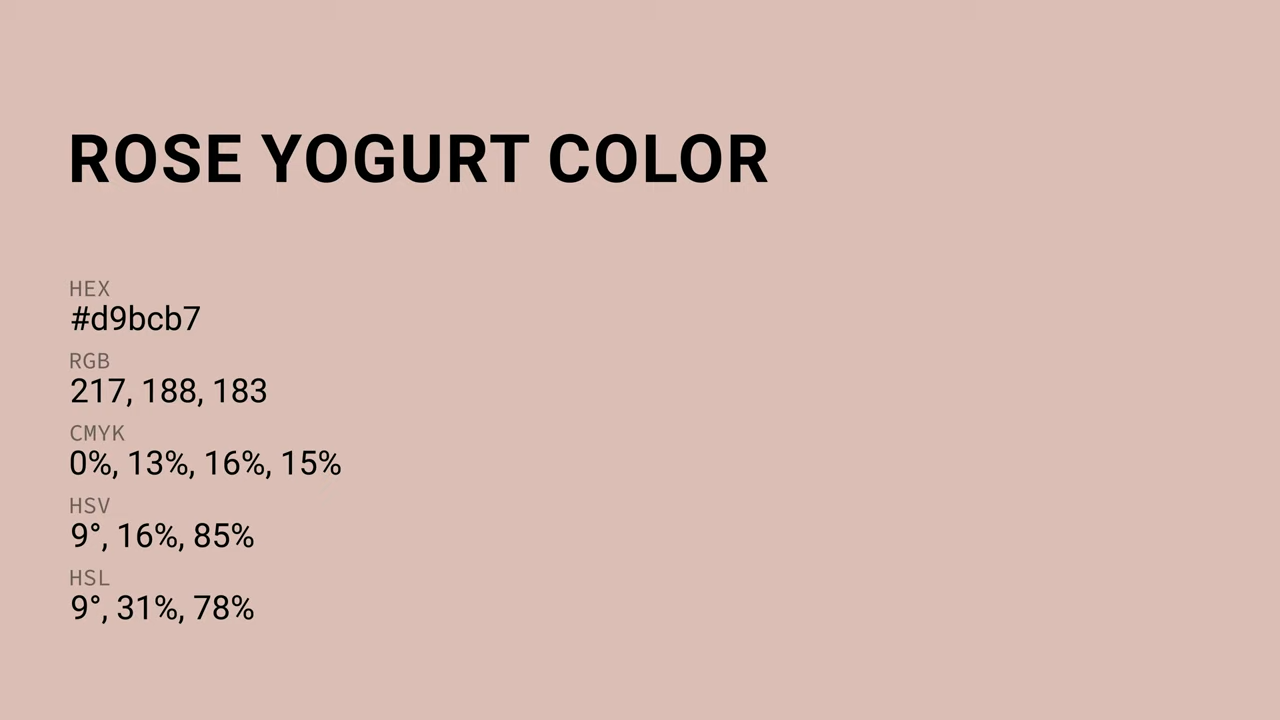 ROSE YOGURT COLOR
HEX
#d9bcb7
RGB
217, 188, 183
CMYK
0%, 13%, 16%, 15%
HSV
9°, 16%, 85%
HSL
9°, 31%, 78%